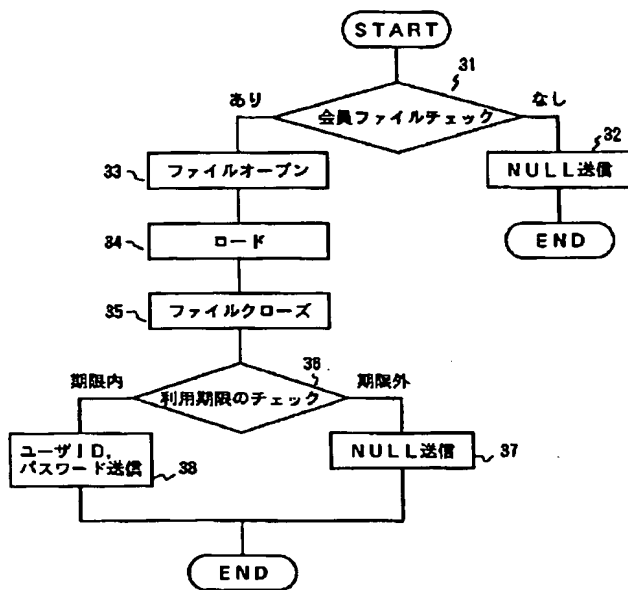 START
31
あり
会員ファイルチェック
なし
32
33
ファイルオープン
NULL送信
34
ロード
END
35
ファイルクローズ
36
期限内
利用期限のチェック
期限外
ユーザID,
パスワード送信
38
NULL送信
37
END